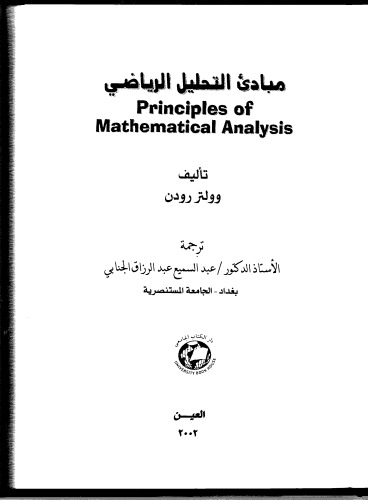 مبادئ التحليل الرياضي
Principles of
Mathematical Analysis
تأليف
وولتر رودن
ترجمة
الأستاذ الدكتور / عبد السميع عبد الرزاق الجنابي
بغداد - الجامعة المستنصرية
دار الكتاب الجامعي
UNIVERSITY BOOK HOUSE
العين
٢٠٠٢